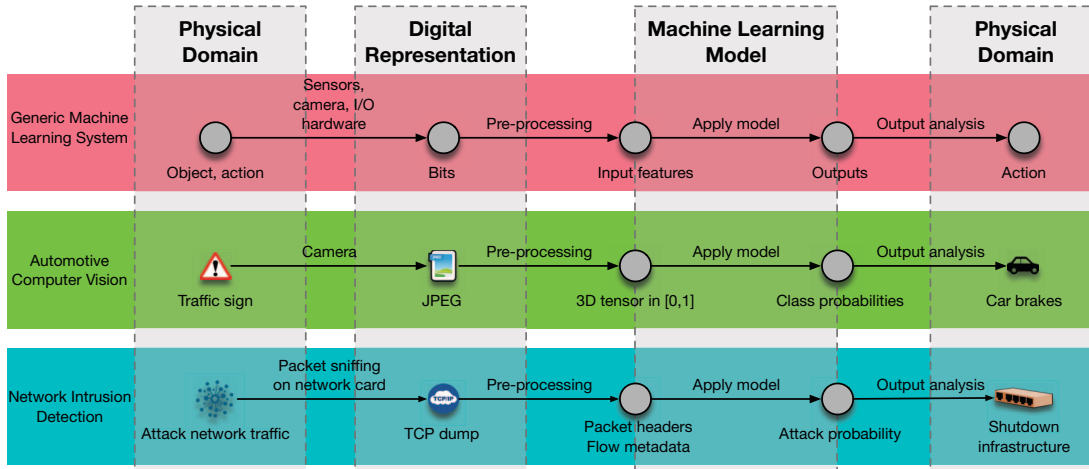 Physical Domain
Digital Representation
Machine Learning Model
Physical Domain
Generic Machine Learning System
Sensors, camera, I/O hardware
Pre-processing
Apply model
Output analysis
Object, action
Bits
Input features
Outputs
Action
Automotive Computer Vision
Camera
Pre-processing
Apply model
Output analysis
Traffic sign
JPEG
3D tensor in [0,1]
Class probabilities
Car brakes
Network Intrusion Detection
Packet sniffing on network card
Pre-processing
Apply model
Output analysis
TCP/IP
Attack network traffic
TCP dump
Packet headers
Flow metadata
Attack probability
Shutdown infrastructure